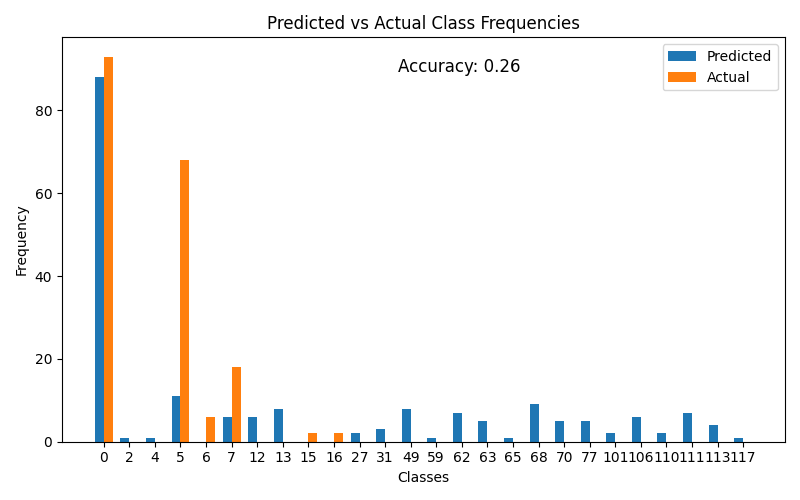 Predicted vs Actual Class Frequencies
Accuracy: 0.26
Predicted
Actual
Frequency
80
60
40
20
0
0 2 4 5 6 7 12 13 15 16 27 31 49 59 62 63 65 68 70 77 101 106 110 111 113 117
Classes